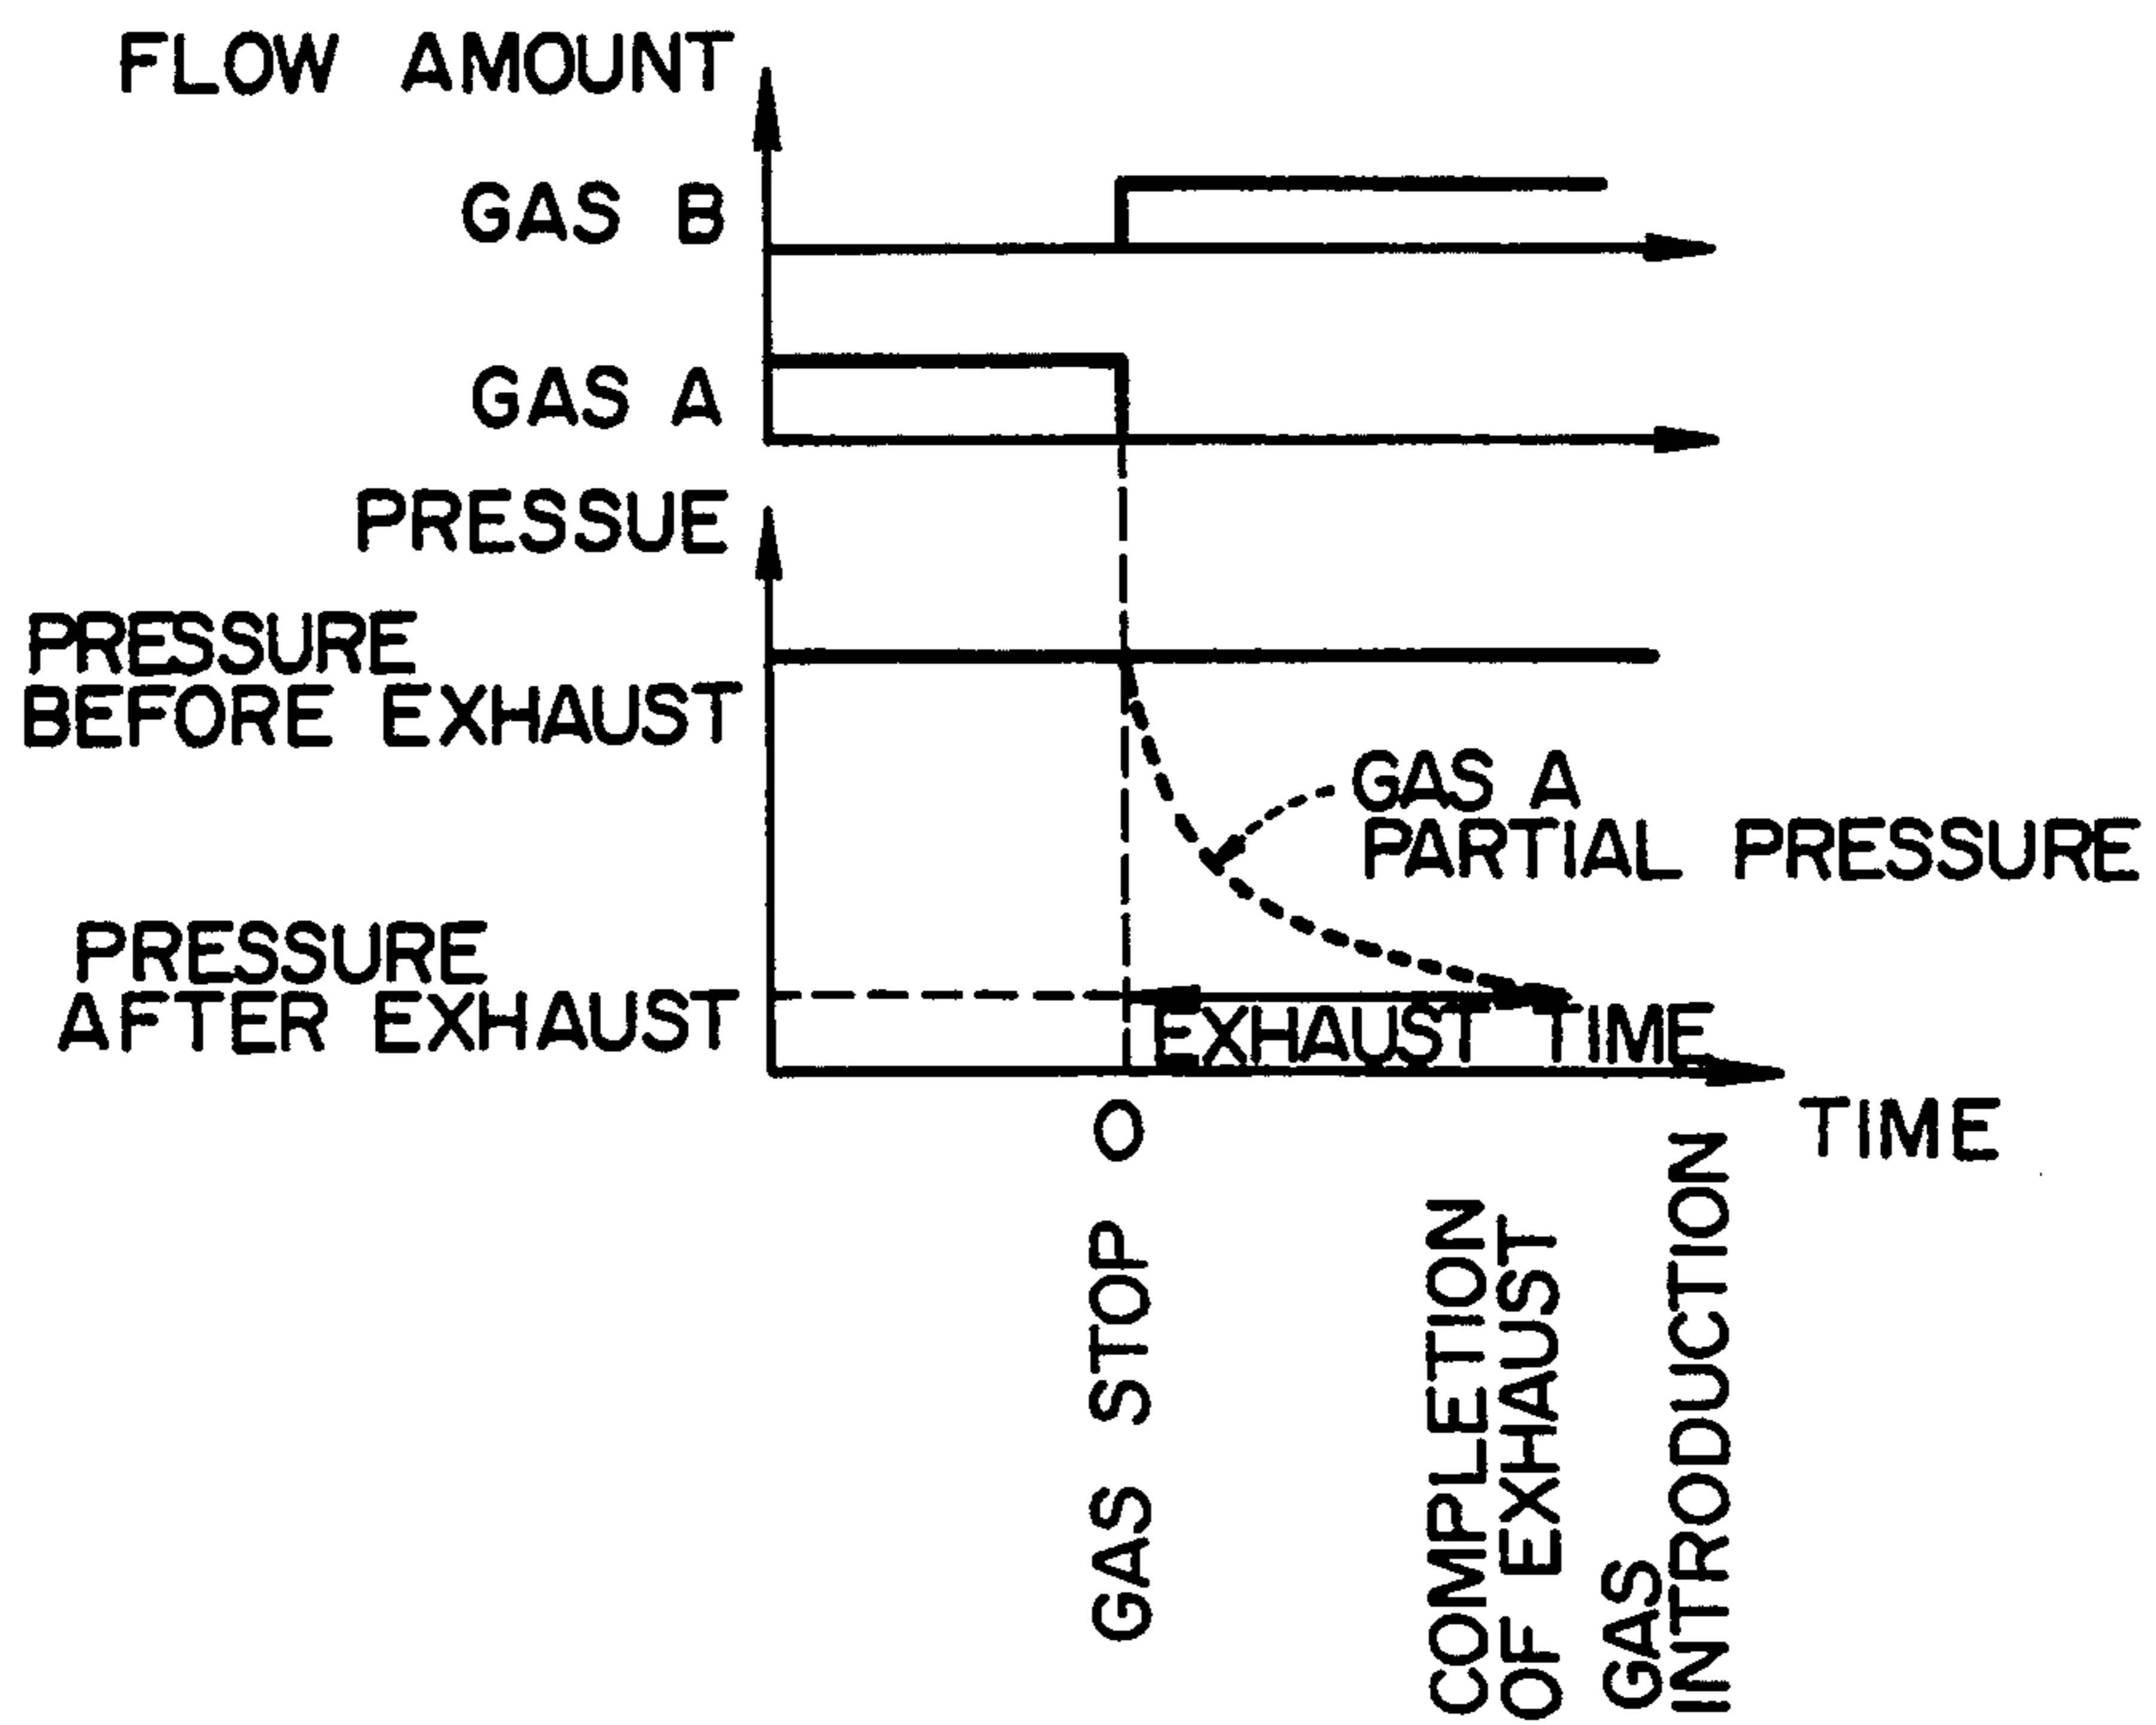 FLOW AMOUNT
GAS B
GAS A
PRESSUE
PRESSURE
BEFORE EXHAUST
GAS A
PARTIAL PRESSURE
PRESSURE
AFTER EXHAUST
EXHAUST TIME
TIME
O
GAS STOP
COMPLETION
OF EXHAUST
GAS
INTRODUCTION